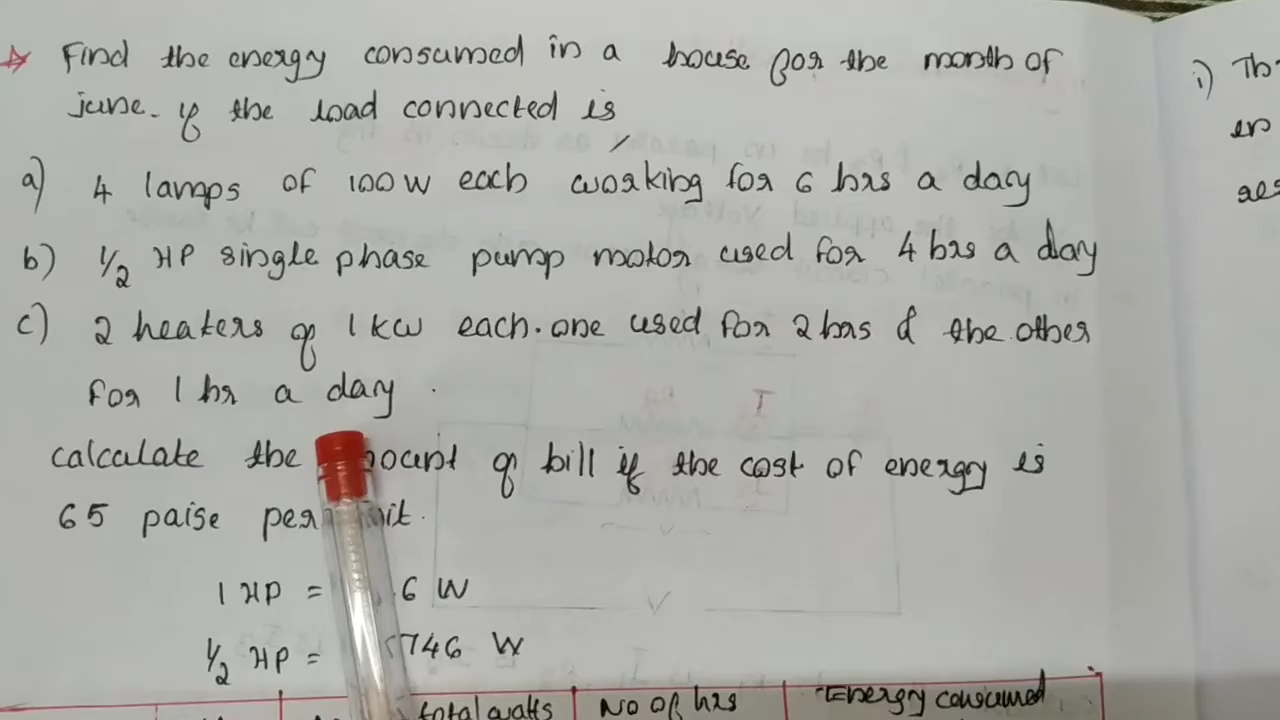 Find the energy consumed in a house for the month of
june. if the load connected is
a) 4 lamps of 100W each working for 6 hrs a day
b) 1/2 HP single phase pump motor used for 4 hrs a day
c) 2 heaters of 1 kw each. one used for 2 hrs & the other
for 1 hr a day.
calculate the of bill if the cost of energy is
65 paise per
1 HP = 6 W
1/2 HP = 746 W
total watts No of hrs Energy consumed
i)